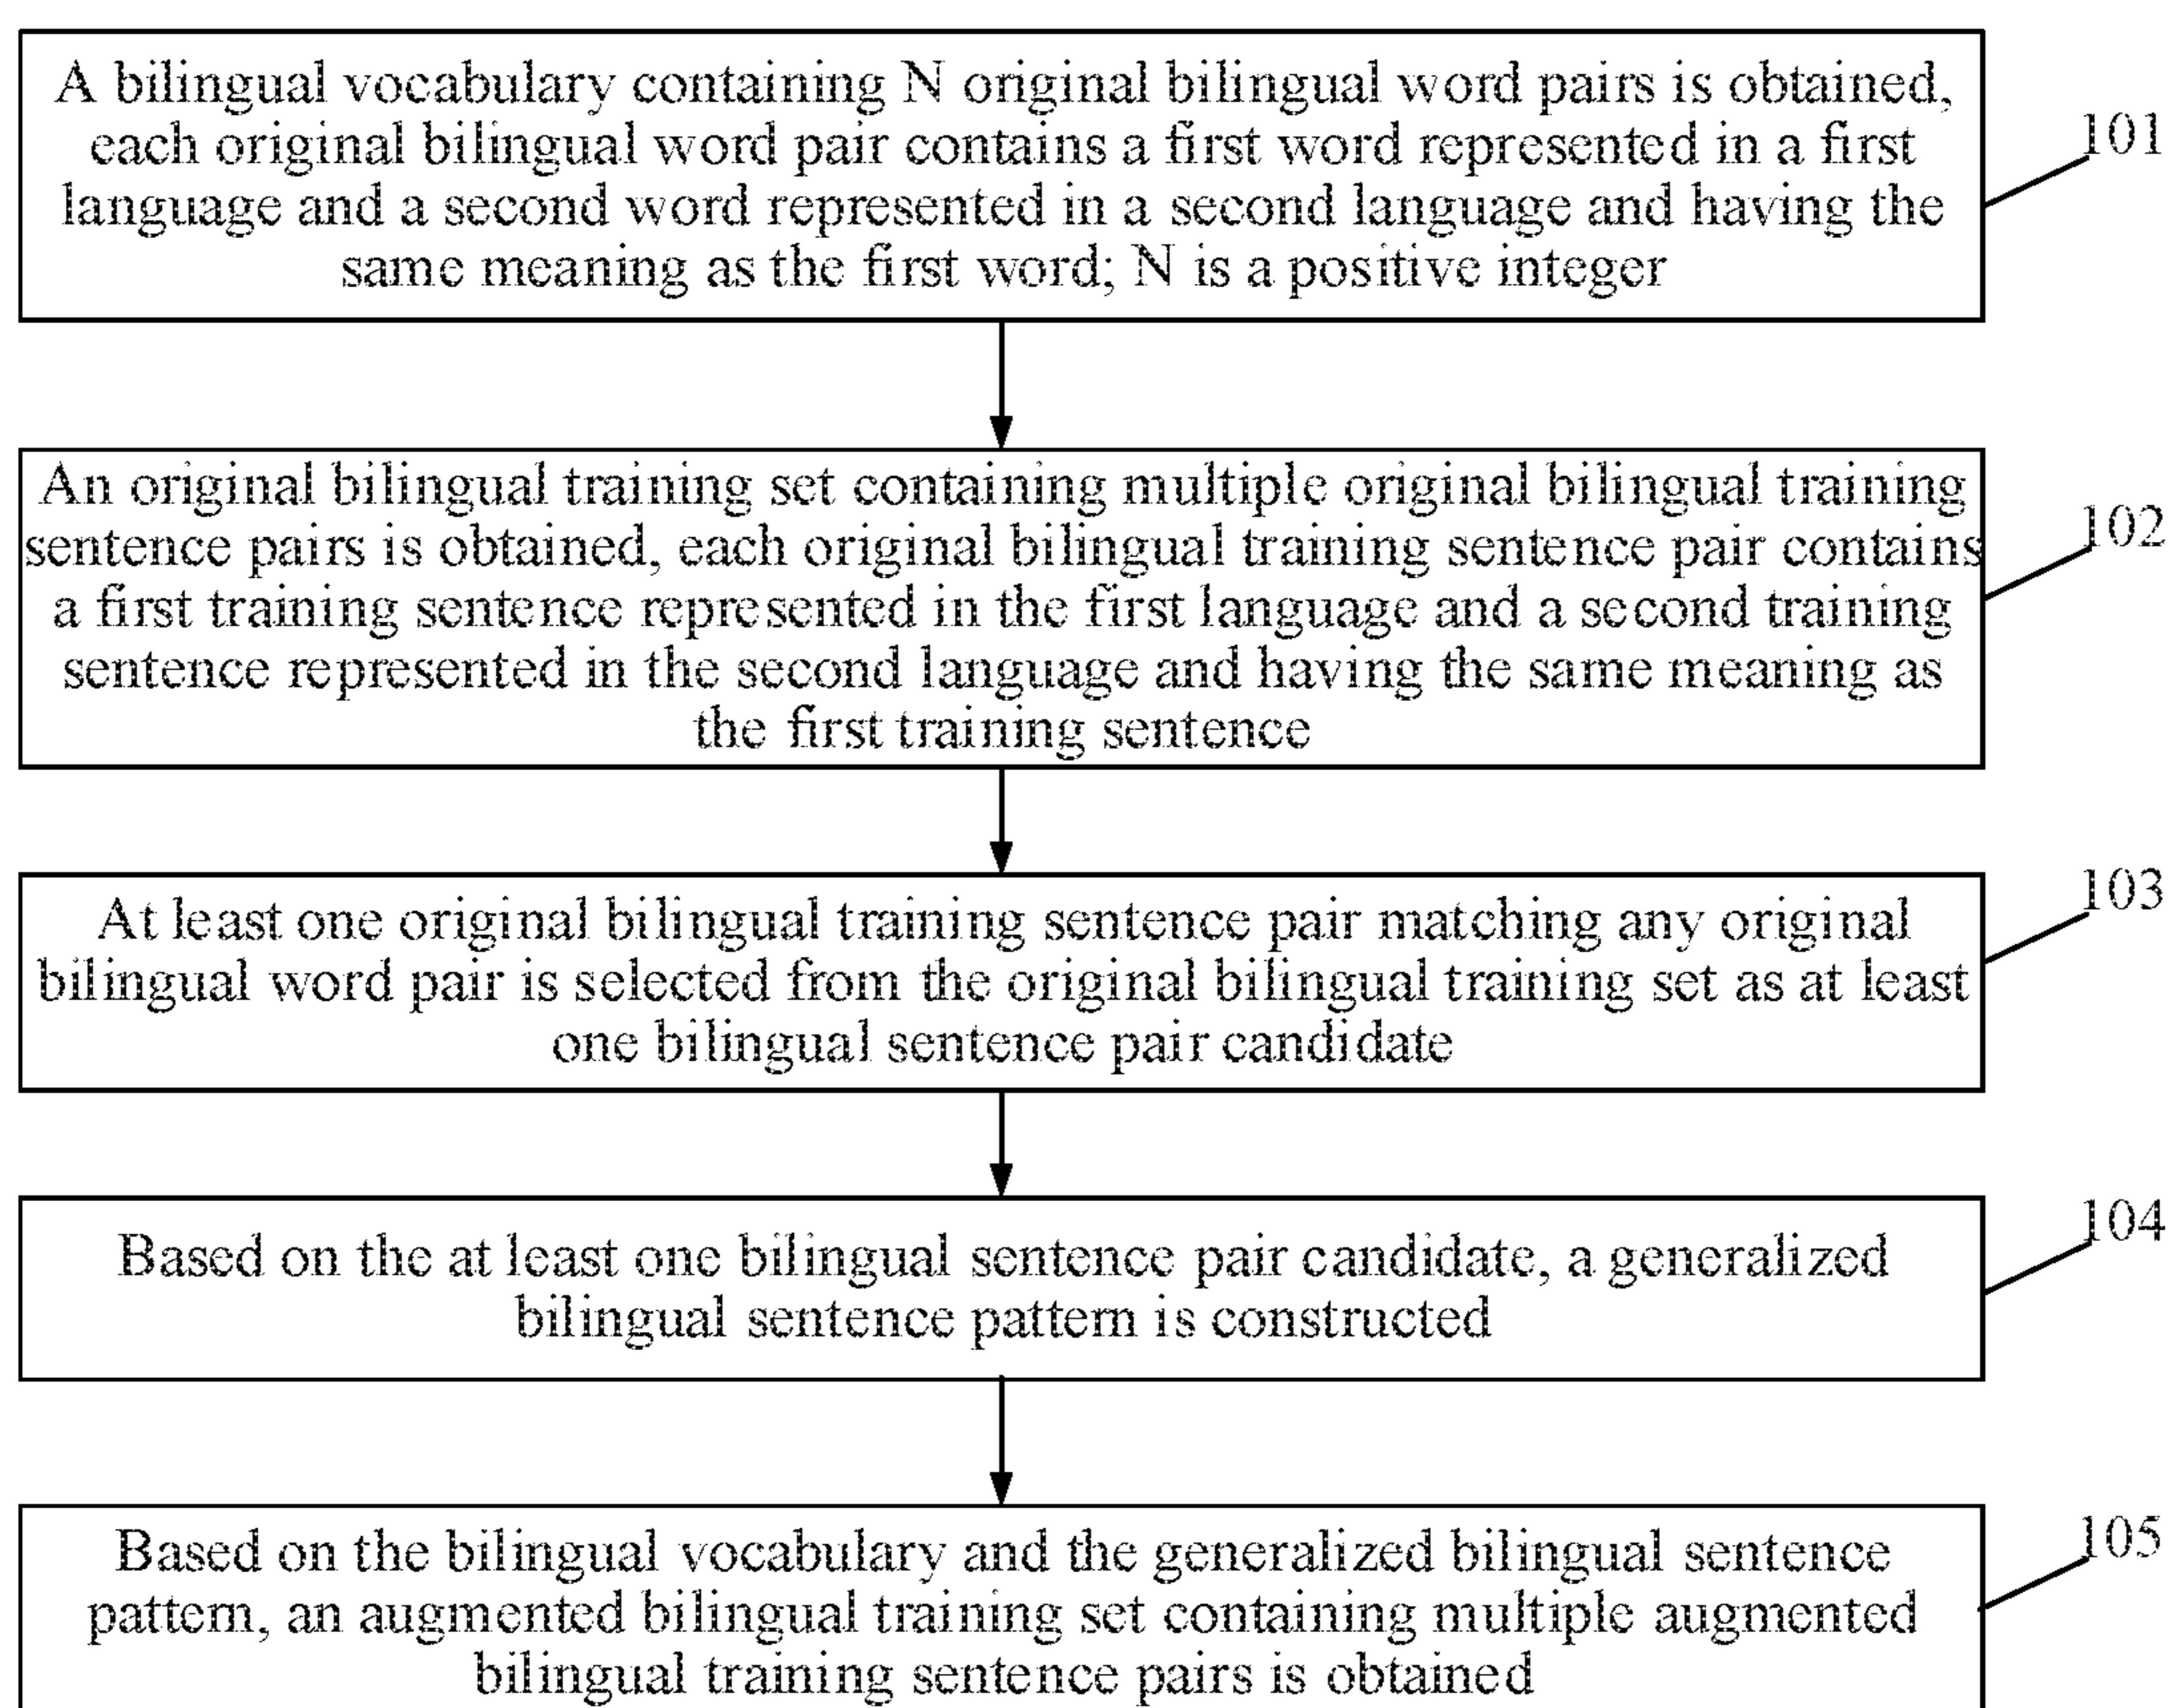 A bilingual vocabulary containing N original bilingual word pairs is obtained,
each original bilingual word pair contains a first word represented in a first
language and a second word represented in a second language and having the
same meaning as the first word; N is a positive integer
101
An original bilingual training set containing multiple original bilingual training
sentence pairs is obtained, each original bilingual training sentence pair contains
a first training sentence represented in the first language and a second training
sentence represented in the second language and having the same meaning as
the first training sentence
102
At least one original bilingual training sentence pair matching any original
bilingual word pair is selected from the original bilingual training set as at least
one bilingual sentence pair candidate
103
Based on the at least one bilingual sentence pair candidate, a generalized
bilingual sentence pattern is constructed
104
Based on the bilingual vocabulary and the generalized bilingual sentence
pattern, an augmented bilingual training set containing multiple augmented
bilingual training sentence pairs is obtained
105